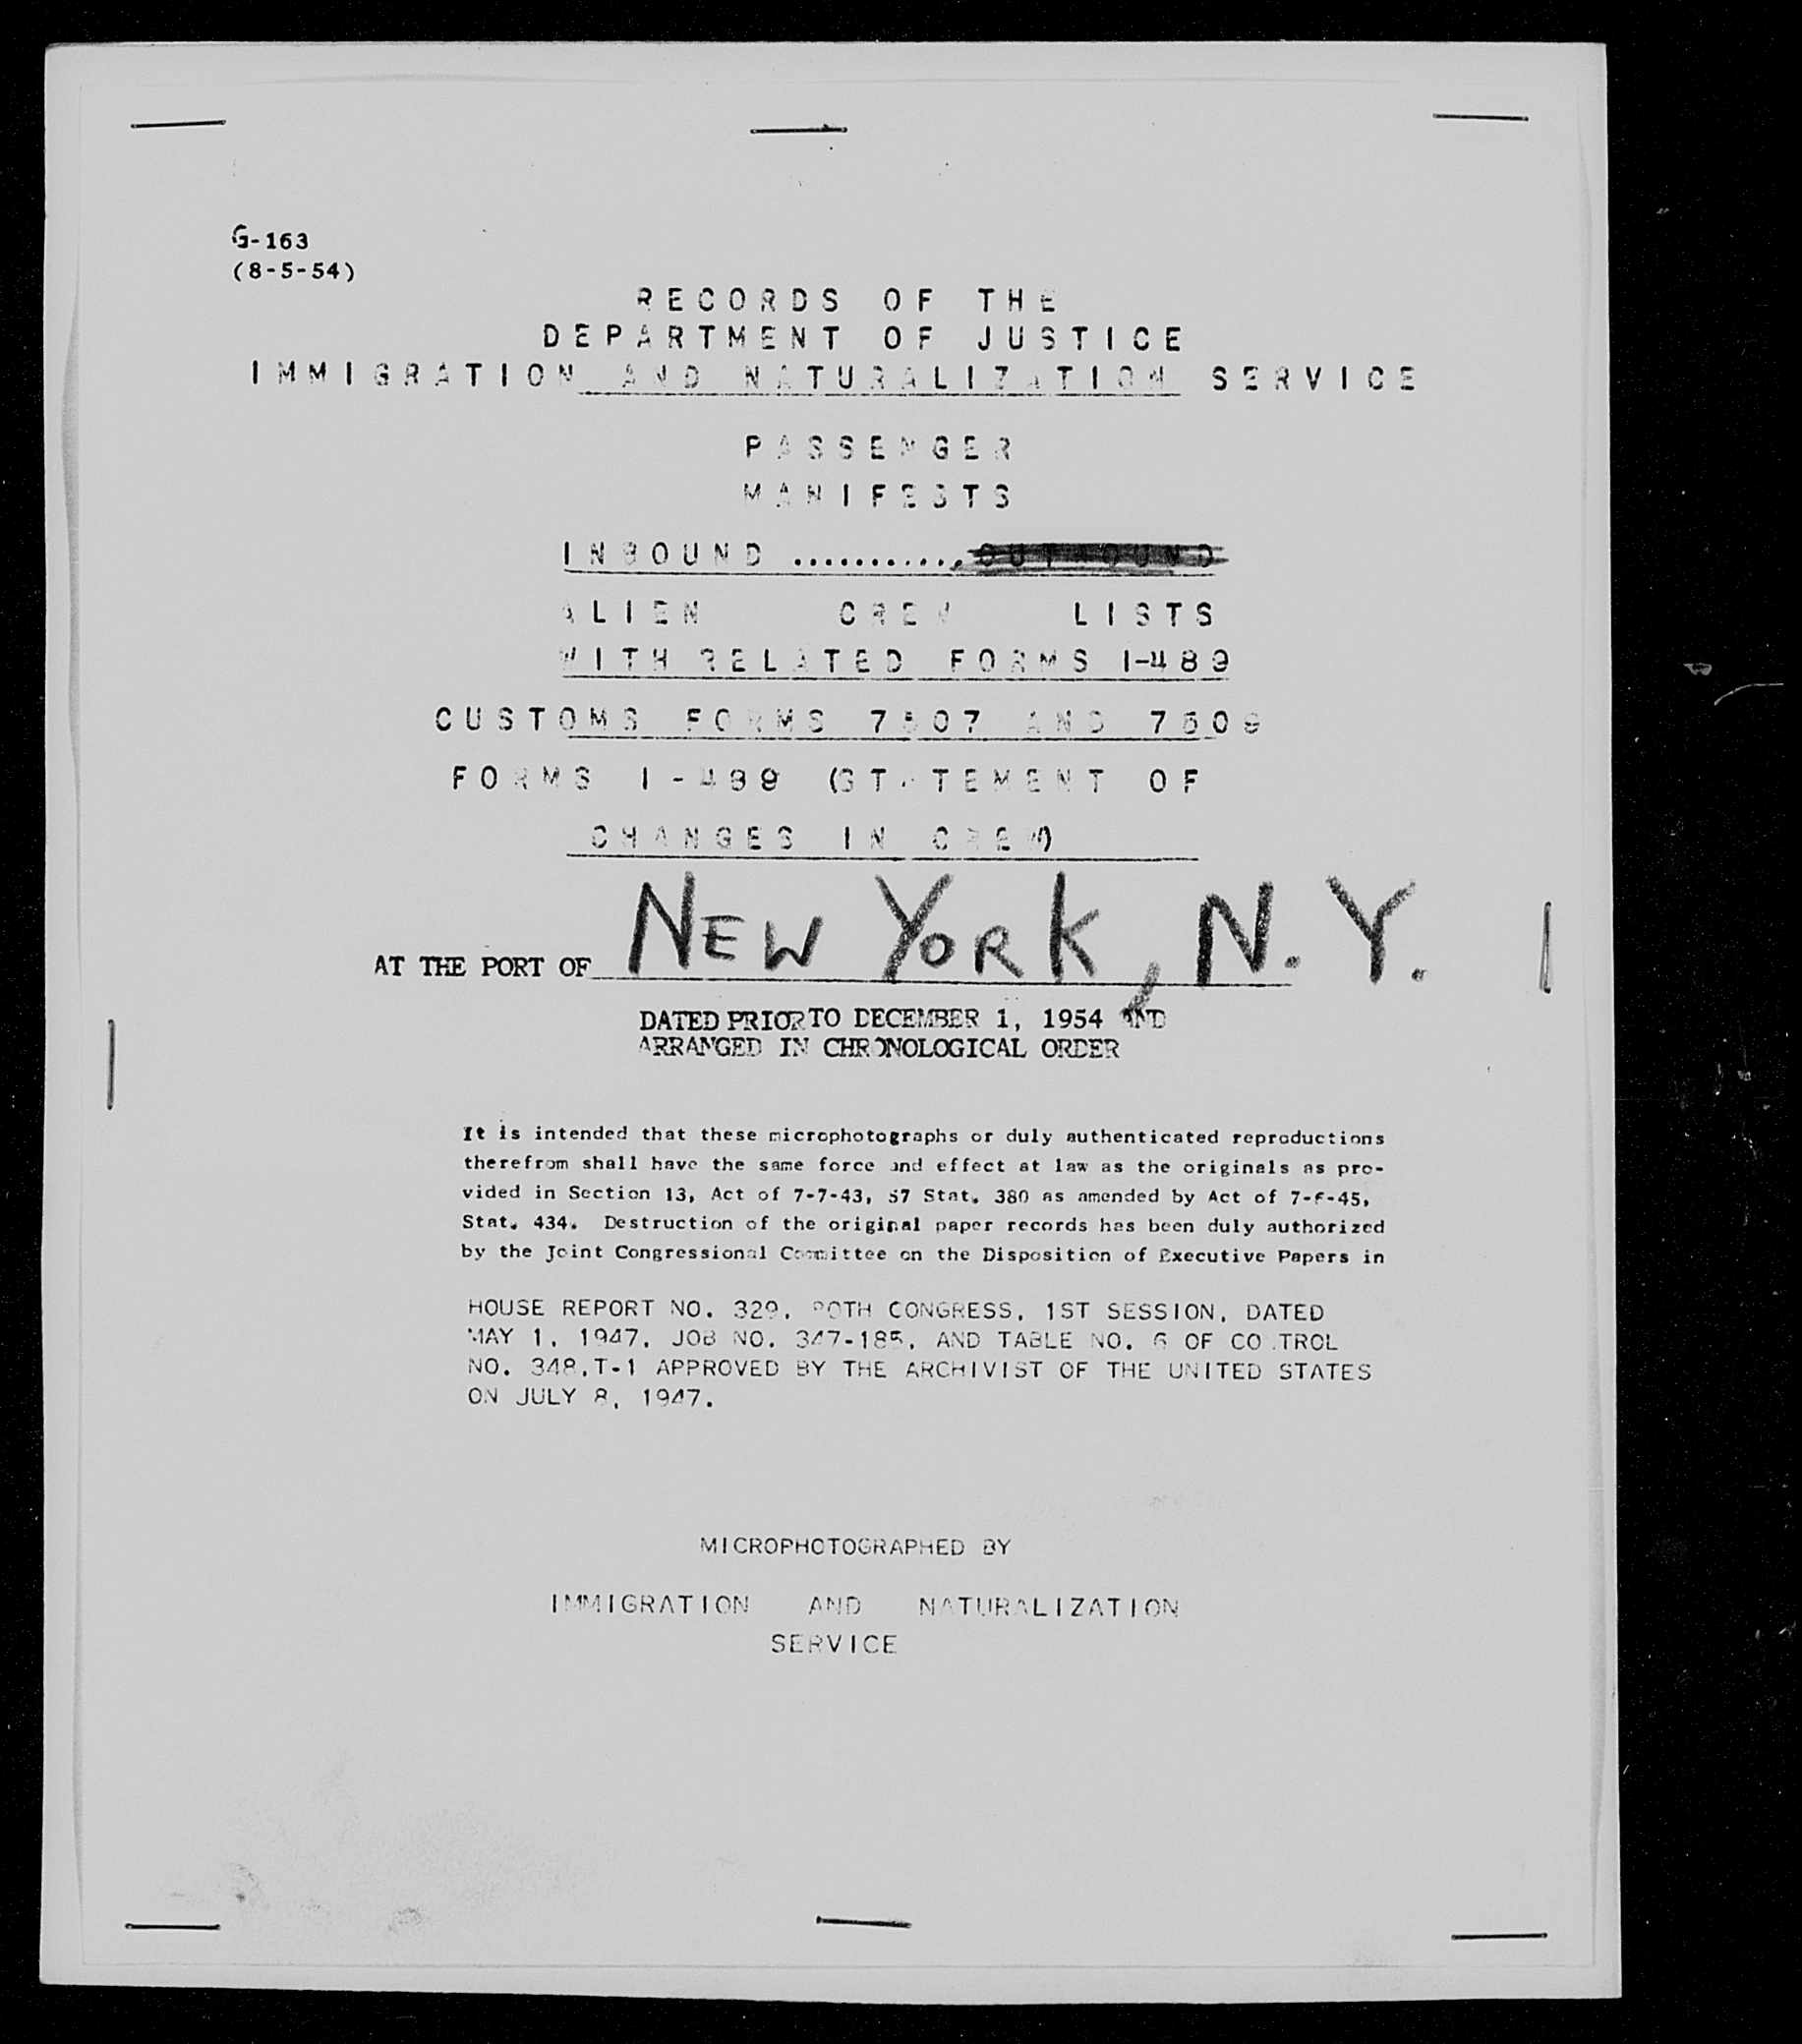 G-163
(8-5-54)
RECORDS OF THE
DEPARTMENT OF JUSTICE
IMMIGRATION AND NATURALIZATION SERVICE
PASSENGER
MANIFESTS
INBOUND ........... OUTBOUND
ALIEN CREW LISTS
WITH RELATED FORMS I-489
CUSTOMS FORMS 7507 AND 7509
FORMS I-489 (STATEMENT OF
CHANGES IN CREW)
AT THE PORT OF NEW YORK, N.Y.
DATED PRIOR TO DECEMBER 1, 1954 AND
ARRANGED IN CHRONOLOGICAL ORDER
It is intended that these microphotographs or duly authenticated reproductions
therefrom shall have the same force and effect at law as the originals as pro-
vided in Section 13, Act of 7-7-43, 57 Stat. 380 as amended by Act of
Stat. 434. Destruction of the original paper records has been duly authorized
by the Joint Congressional Committee on the Disposition of Executive Papers in
HOUSE REPORT NO. 329, 80TH CONGRESS, 1ST SESSION, DATED
MAY 1, 1947, JOB NO. 347-185, AND TABLE NO. 6 OF CO TROL
NO. 348,T-1 APPROVED BY THE ARCHIVIST OF THE UNITED STATES
ON JULY 8, 1947.
MICROPHOTOGRAPHED BY
IMMIGRATION AND NATURALIZATION
SERVICE